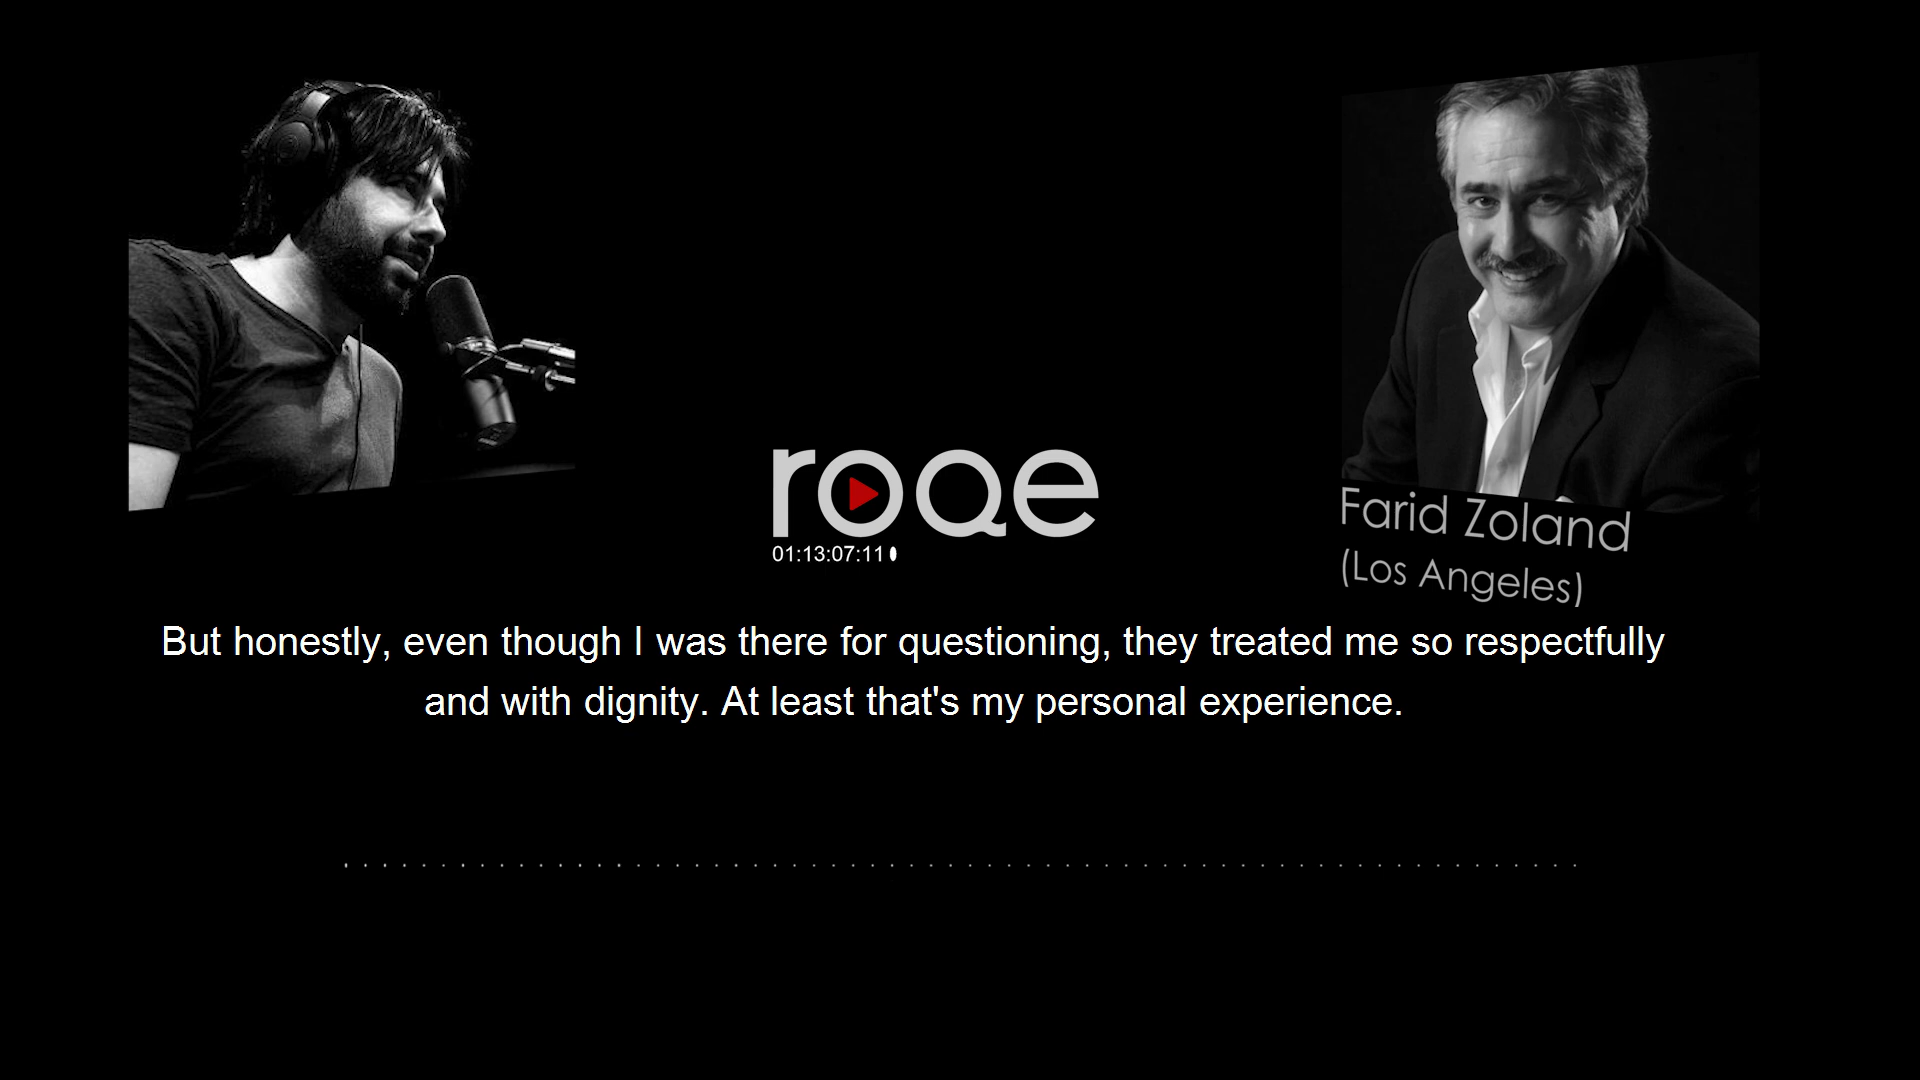 roqe
01:13:07:11
Farid Zoland
(Los Angeles)
But honestly, even though I was there for questioning, they treated me so respectfully
and with dignity. At least that's my personal experience.